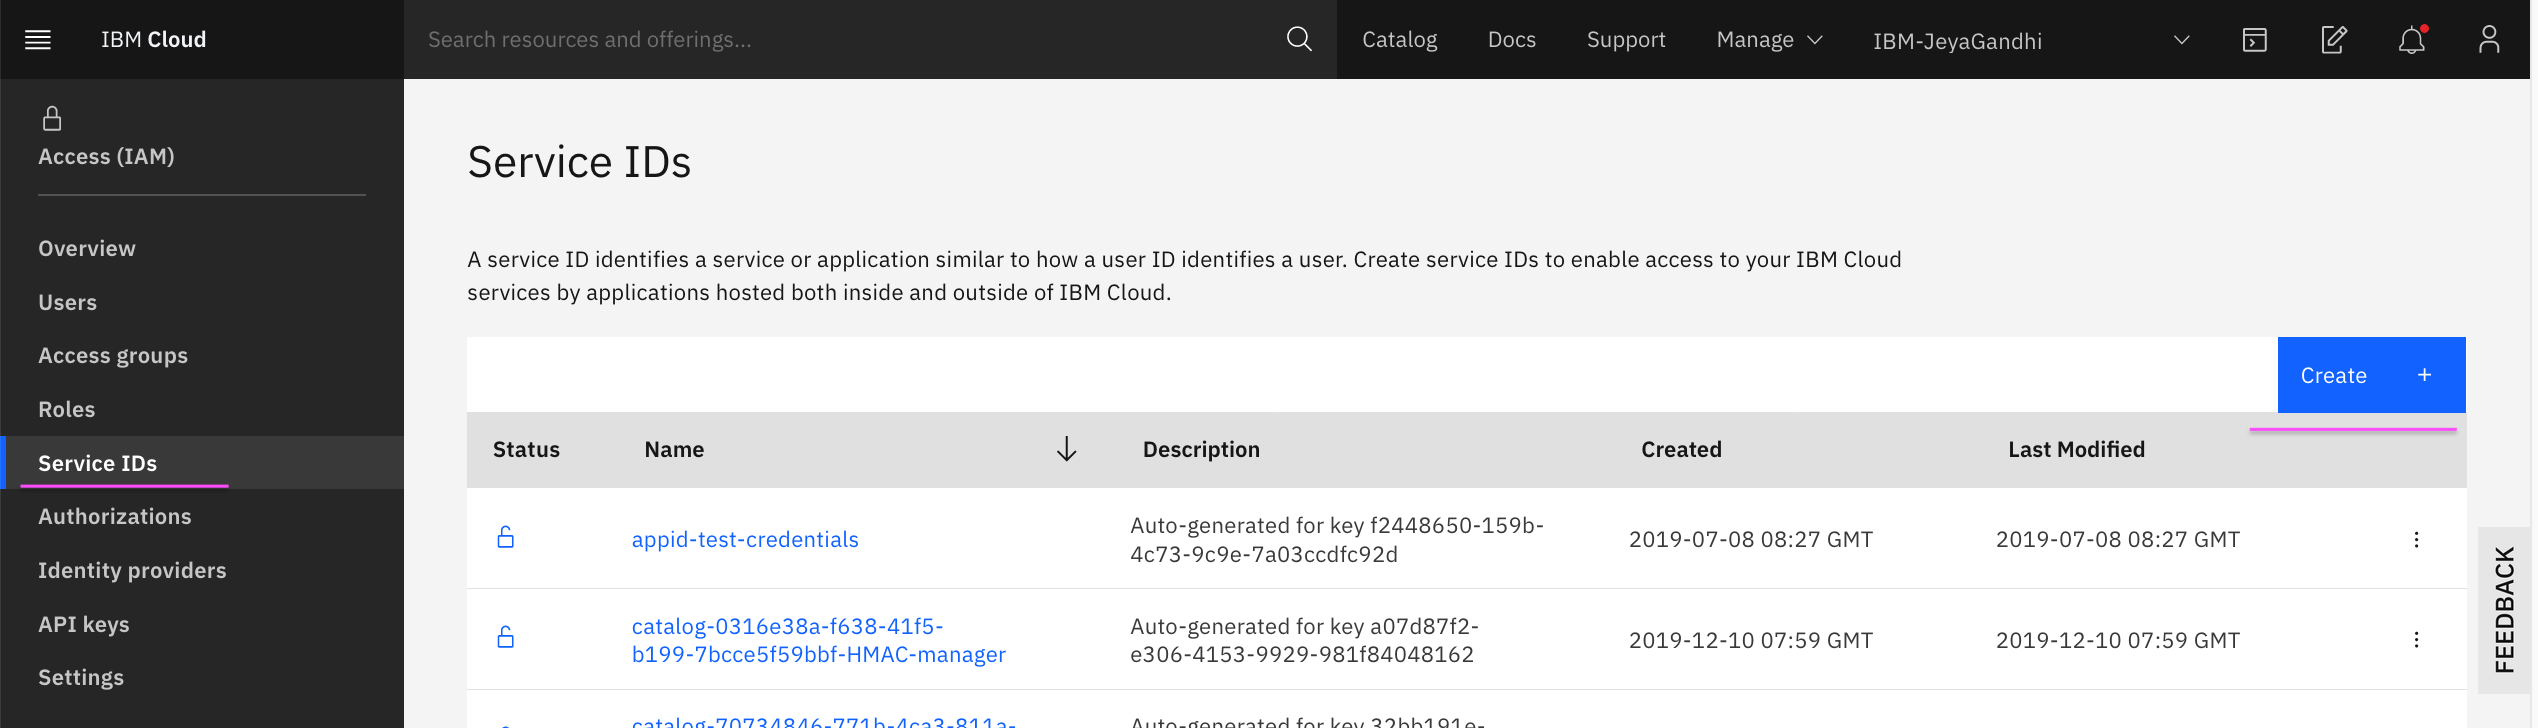 IBM Cloud
Search resources and offerings...
Catalog
Docs
Support
Manage
IBM-JeyaGandhi
Access (IAM)
Overview
Users
Access groups
Roles
Service IDs
Authorizations
Identity providers
API keys
Settings
Service IDs
A service ID identifies a service or application similar to how a user ID identifies a user. Create service IDs to enable access to your IBM Cloud
services by applications hosted both inside and outside of IBM Cloud.
Create +
Status Name Description Created Last Modified
appid-test-credentials
Auto-generated for key f2448650-159b-
4c73-9c9e-7a03ccdfc92d
2019-07-08 08:27 GMT
2019-07-08 08:27 GMT
catalog-0316e38a-f638-41f5-
b199-7bcce5f59bbf-HMAC-manager
Auto-generated for key a07d87f2-
e306-4153-9929-981f84048162
2019-12-10 07:59 GMT
2019-12-10 07:59 GMT
catalog-70734846-771b-4ca3-811a-
Auto-generated for key 32bb191e-
FEEDBACK